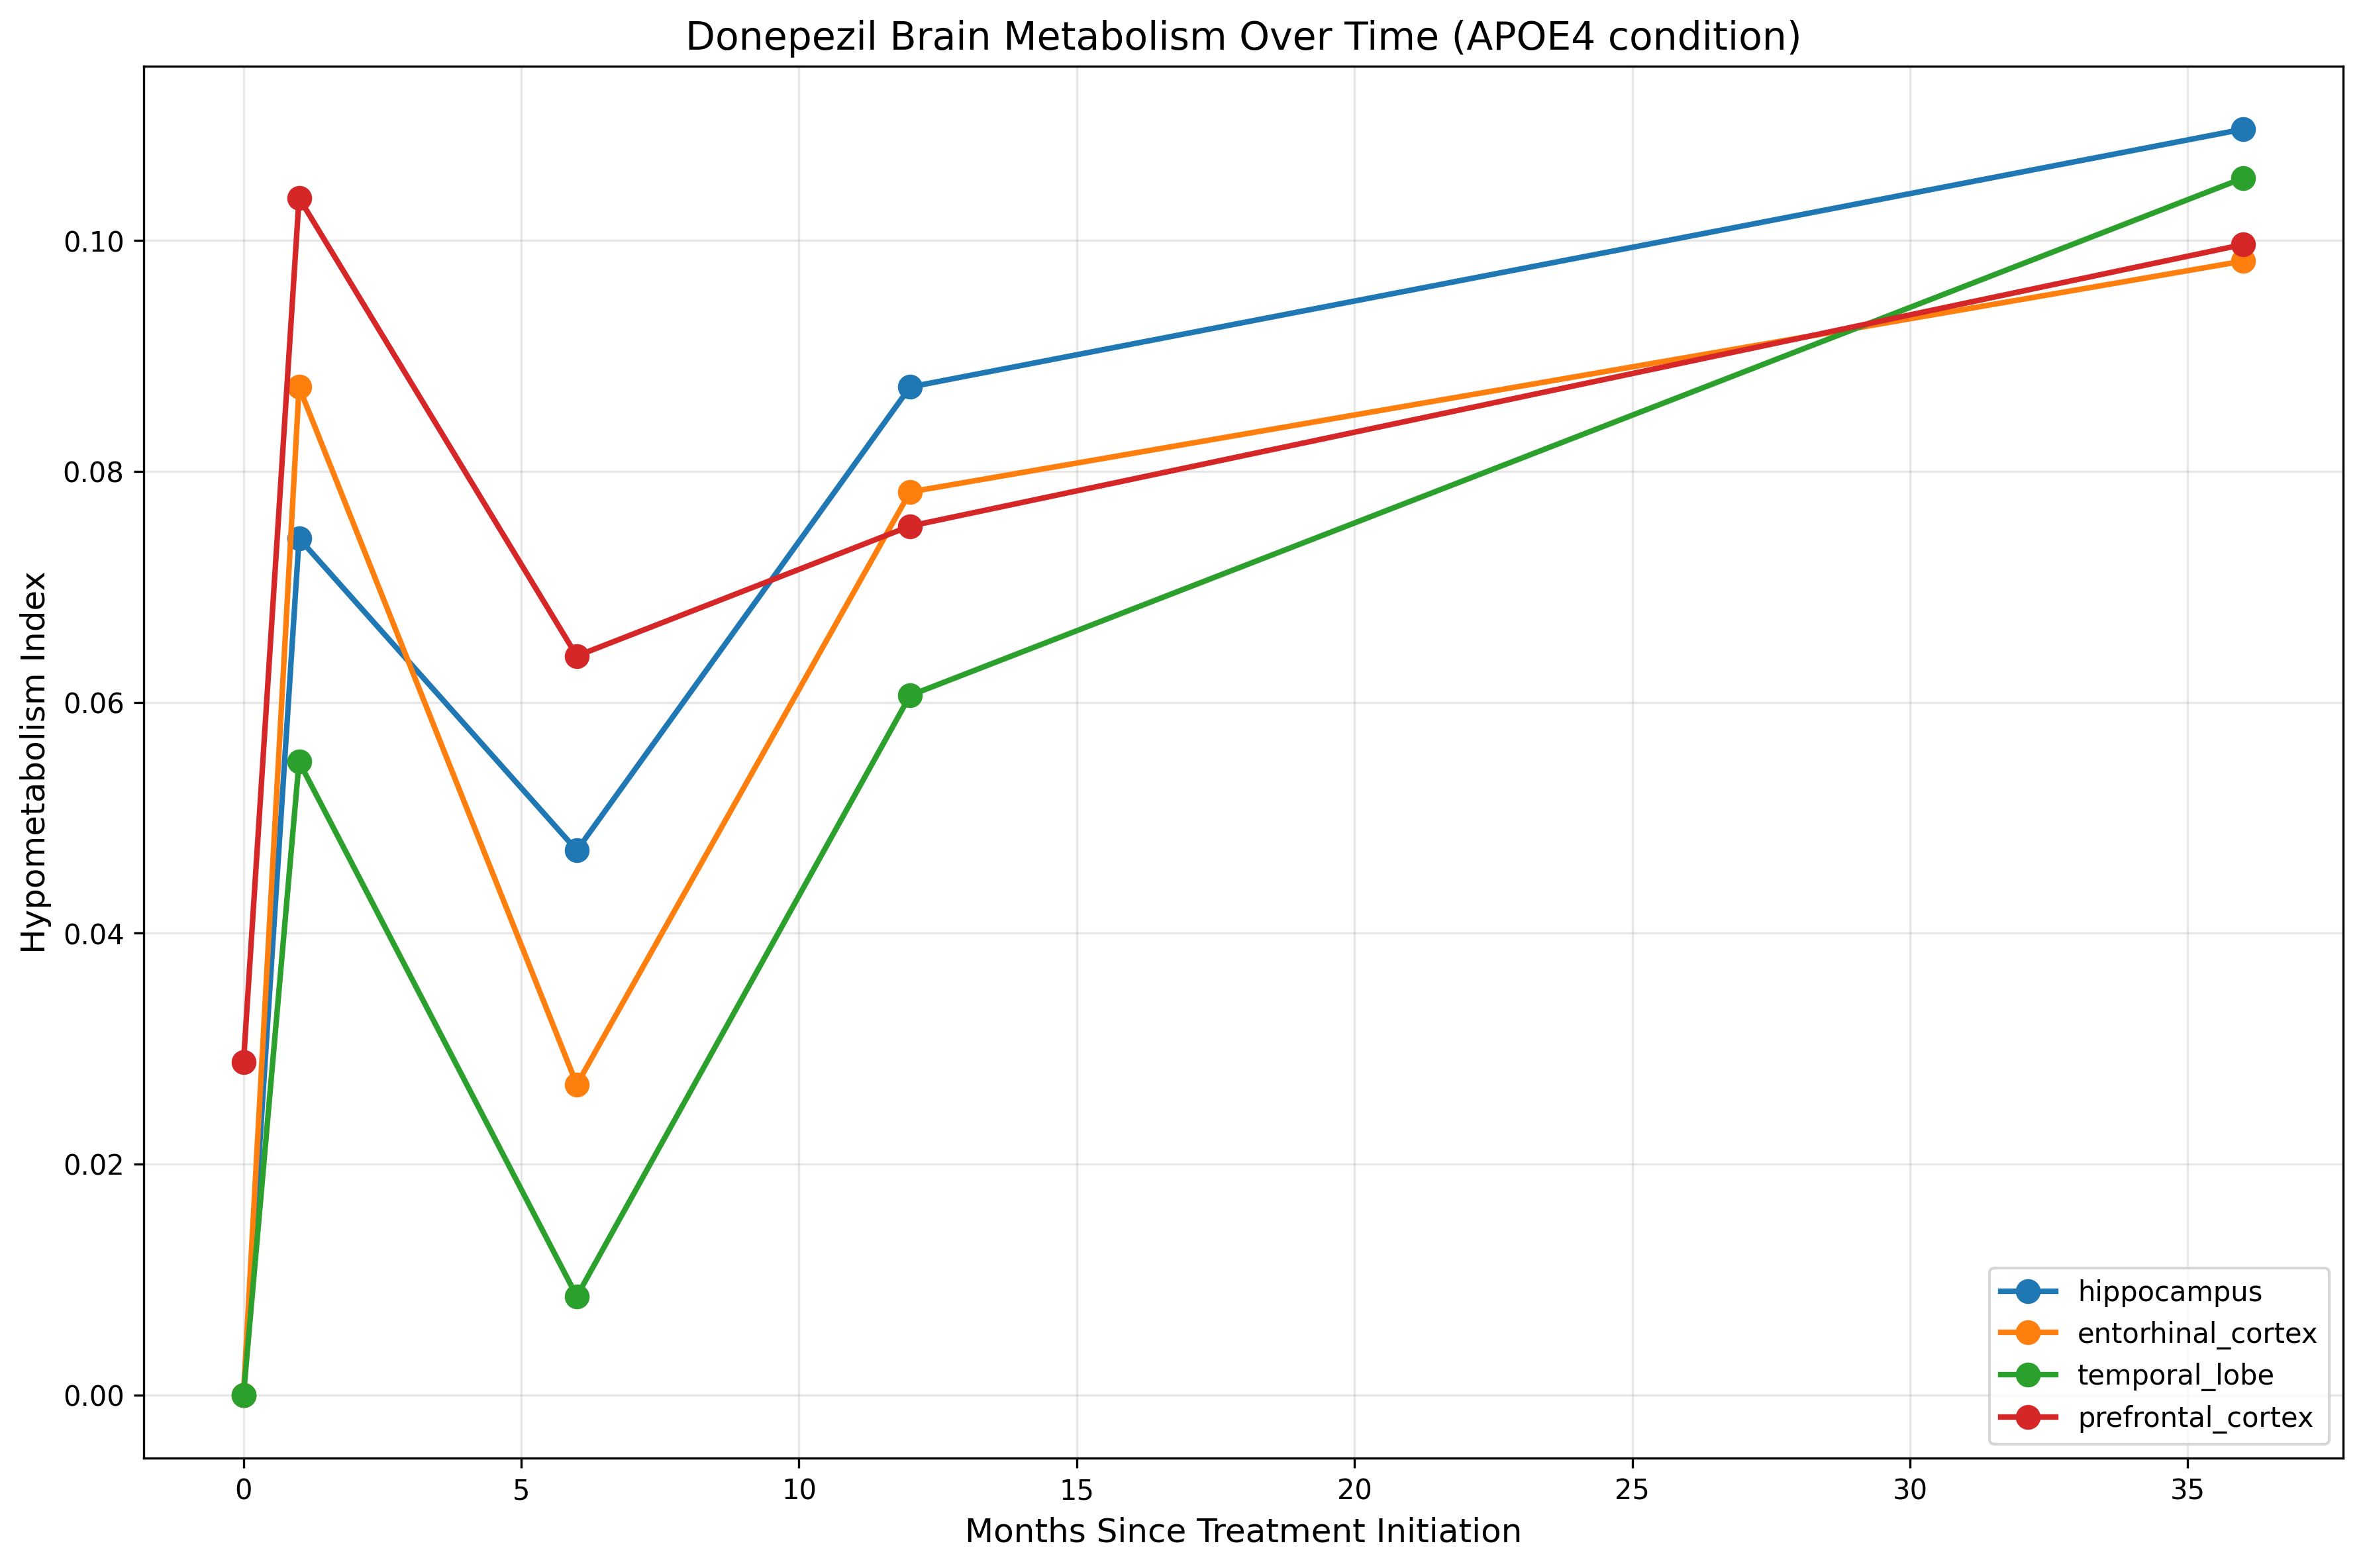 Donepezil Brain Metabolism Over Time (APOE4 condition)
Hypometabolism Index
0.10
0.08
0.06
0.04
0.02
0.00
0 5 10 15 20 25 30 35
Months Since Treatment Initiation
hippocampus
entorhinal_cortex
temporal_lobe
prefrontal_cortex